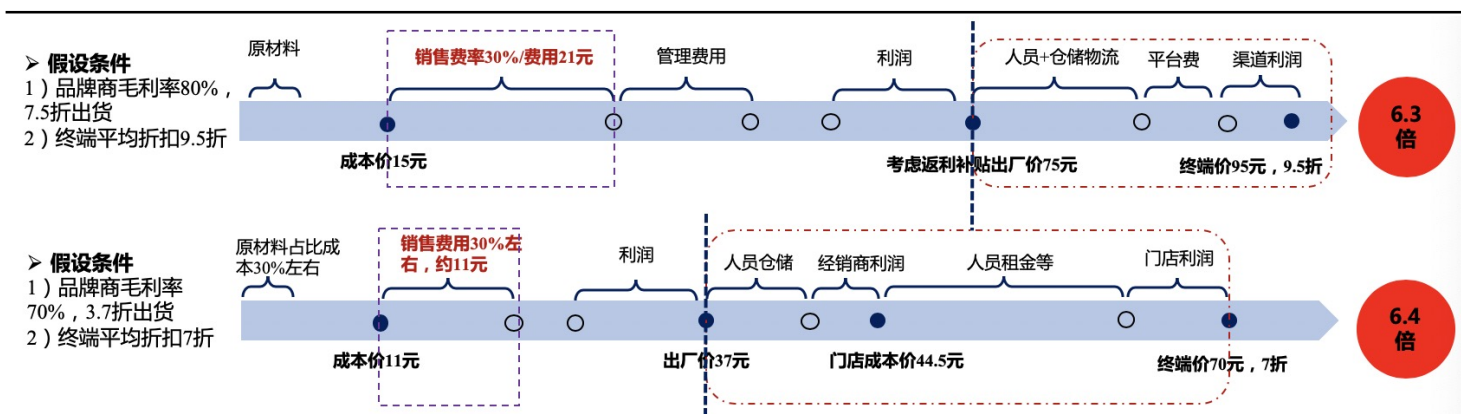 ➢ 假设条件
1）品牌商毛利率80%，
7.5折出货
2）终端平均折扣9.5折
原材料
销售费率30%/费用21元
管理费用
利润
人员+仓储物流
平台费
渠道利润
成本价15元
考虑返利补贴出厂价75元
终端价95元，9.5折
6.3
倍
➢ 假设条件
1）品牌商毛利率
70%，3.7折出货
2）终端平均折扣7折
原材料占比成
本30%左右
销售费用30%左
右，约11元
利润
人员仓储
经销商利润
人员租金等
门店利润
成本价11元
出厂价37元
门店成本价44.5元
终端价70元，7折
6.4
倍